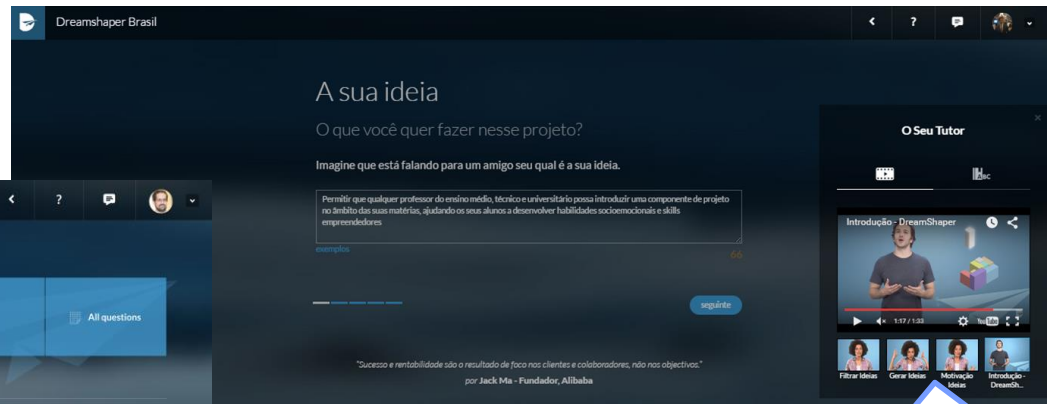 Dreamshaper Brasil
?
A sua ideia
O que você quer fazer nesse projeto?
Imagine que está falando para um amigo seu qual é a sua ideia.
Permitir que qualquer professor do ensino médio, técnico e universitário possa introduzir uma componente de projeto
no âmbito das suas matérias, ajudando os seus alunos a desenvolver habilidades socioemocionais e skills
empreendedores
exemplos
66
seguinte
"Sucesso e rentabilidade são o resultado de foco nos clientes e colaboradores, não nos objectivos."
por Jack Ma - Fundador, Alibaba
?
All questions
O Seu Tutor
Introdução - DreamShaper
1:17 / 1:33
YouTube
Filtrar Ideias
Gerar Ideias
Motivação
Ideias
Introdução -
DreamSh...